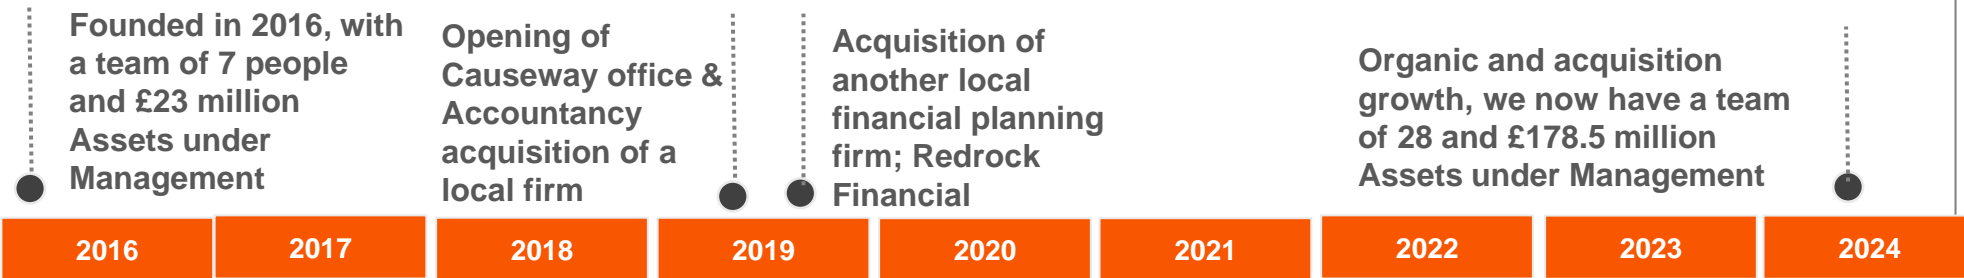 Founded in 2016, with
a team of 7 people
and £23 million
Assets under
Management
Opening of
Causeway office &
Accountancy
acquisition of a
local firm
Acquisition of
another local
financial planning
firm; Redrock
Financial
Organic and acquisition
growth, we now have a team
of 28 and £178.5 million
Assets under Management
2016
2017
2018
2019
2020
2021
2022
2023
2024